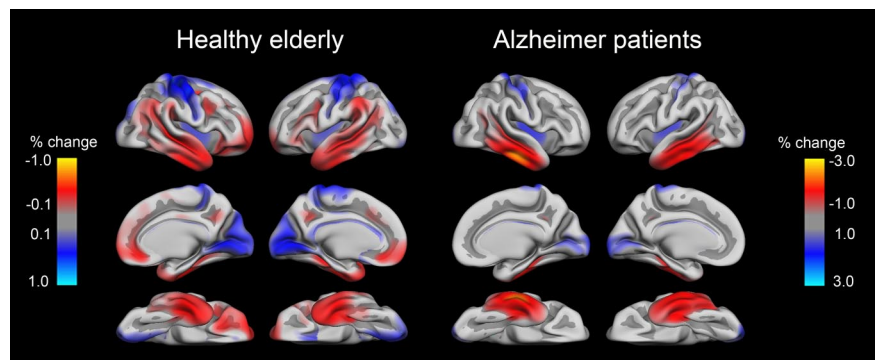 Healthy elderly
Alzheimer patients
% change
-1.0
-0.1
0.1
1.0
% change
-3.0
-1.0
1.0
3.0